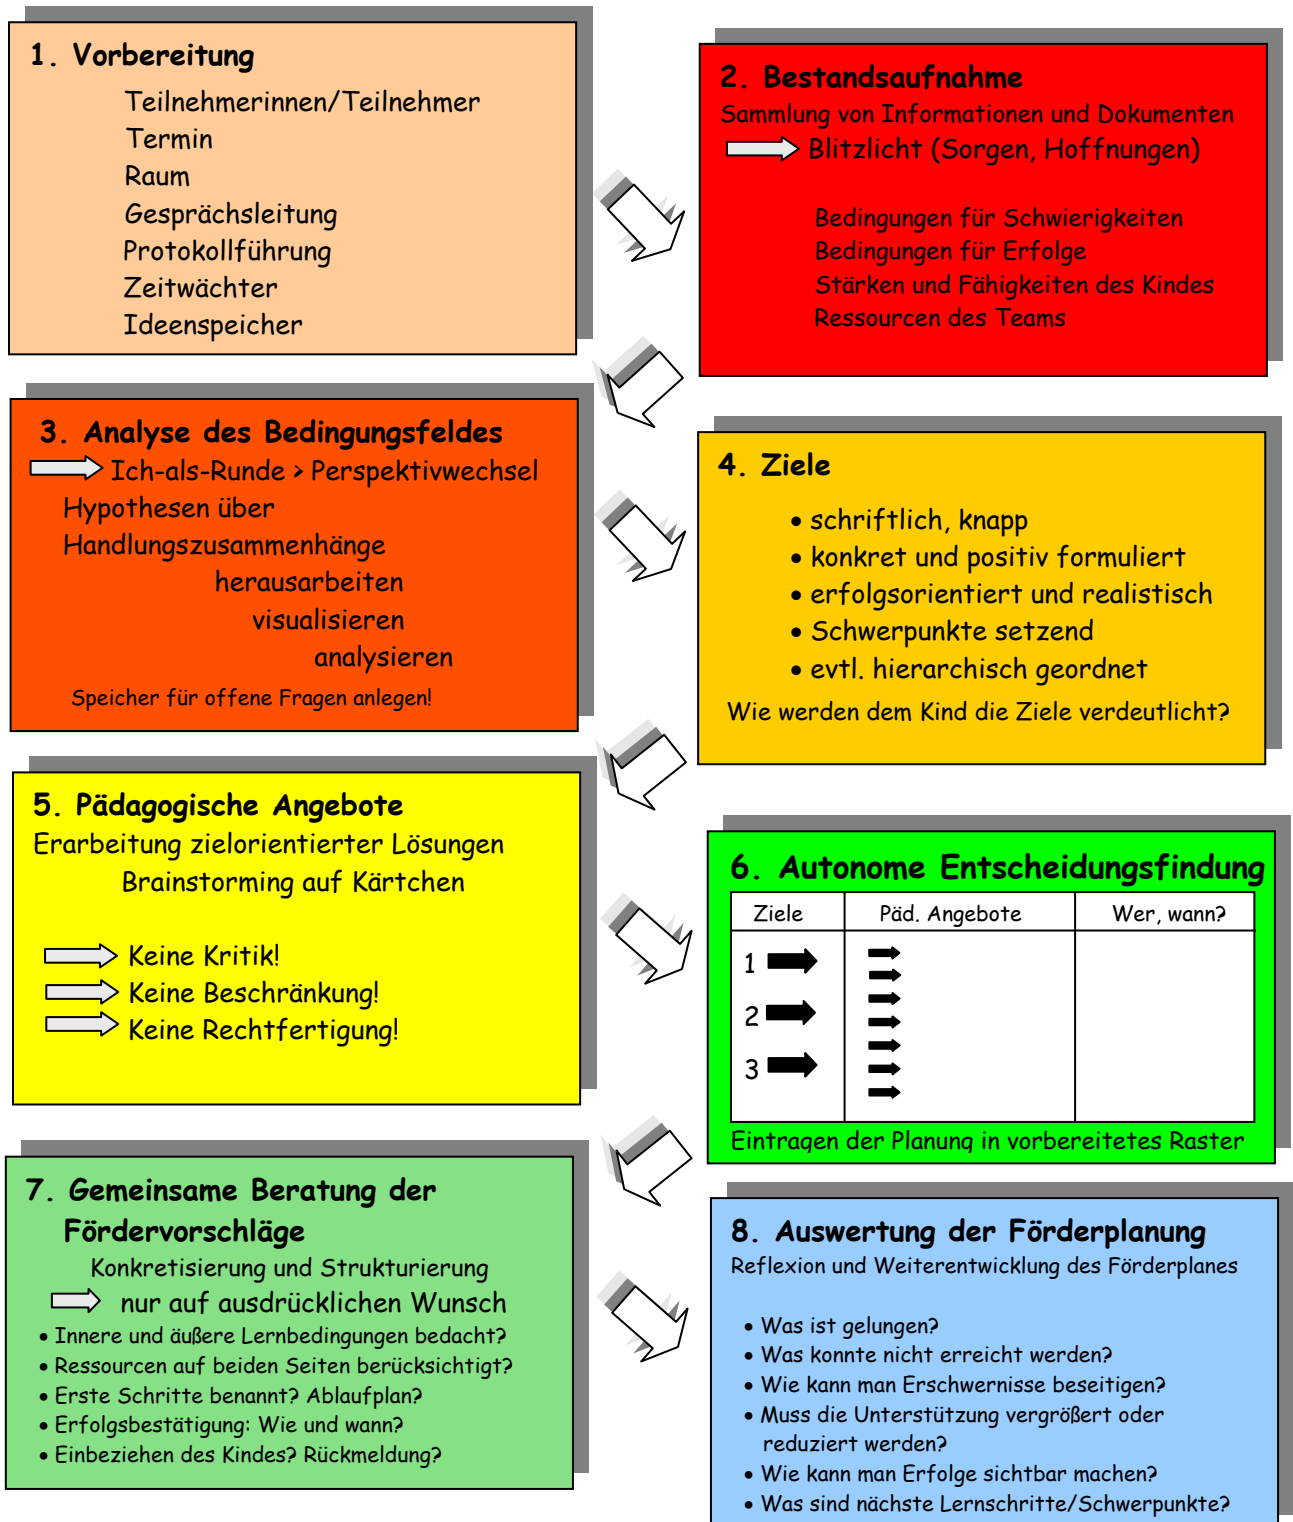 1. Vorbereitung
Teilnehmerinnen/Teilnehmer
Termin
Raum
Gesprächsleitung
Protokollführung
Zeitwächter
Ideenspeicher
2. Bestandsaufnahme
Sammlung von Informationen und Dokumenten
Blitzlicht (Sorgen, Hoffnungen)
Bedingungen für Schwierigkeiten
Bedingungen für Erfolge
Stärken und Fähigkeiten des Kindes
Ressourcen des Teams
3. Analyse des Bedingungsfeldes
Ich-als-Runde > Perspektivwechsel
Hypothesen über
Handlungszusammenhänge
herausarbeiten
visualisieren
analysieren
Speicher für offene Fragen anlegen!
4. Ziele
• schriftlich, knapp
• konkret und positiv formuliert
• erfolgsorientiert und realistisch
• Schwerpunkte setzend
• evtl. hierarchisch geordnet
Wie werden dem Kind die Ziele verdeutlicht?
5. Pädagogische Angebote
Erarbeitung zielorientierter Lösungen
Brainstorming auf Kärtchen
Keine Kritik!
Keine Beschränkung!
Keine Rechtfertigung!
6. Autonome Entscheidungsfindung
Ziele Päd. Angebote Wer, wann?
1
2
3
Eintragen der Planung in vorbereitetes Raster
7. Gemeinsame Beratung der
Fördervorschläge
Konkretisierung und Strukturierung
nur auf ausdrücklichen Wunsch
• Innere und äußere Lernbedingungen bedacht?
• Ressourcen auf beiden Seiten berücksichtigt?
• Erste Schritte benannt? Ablaufplan?
• Erfolgsbestätigung: Wie und wann?
• Einbeziehen des Kindes? Rückmeldung?
8. Auswertung der Förderplanung
Reflexion und Weiterentwicklung des Förderplanes
• Was ist gelungen?
• Was konnte nicht erreicht werden?
• Wie kann man Erschwernisse beseitigen?
• Muss die Unterstützung vergrößert oder
reduziert werden?
• Wie kann man Erfolge sichtbar machen?
• Was sind nächste Lernschritte/Schwerpunkte?